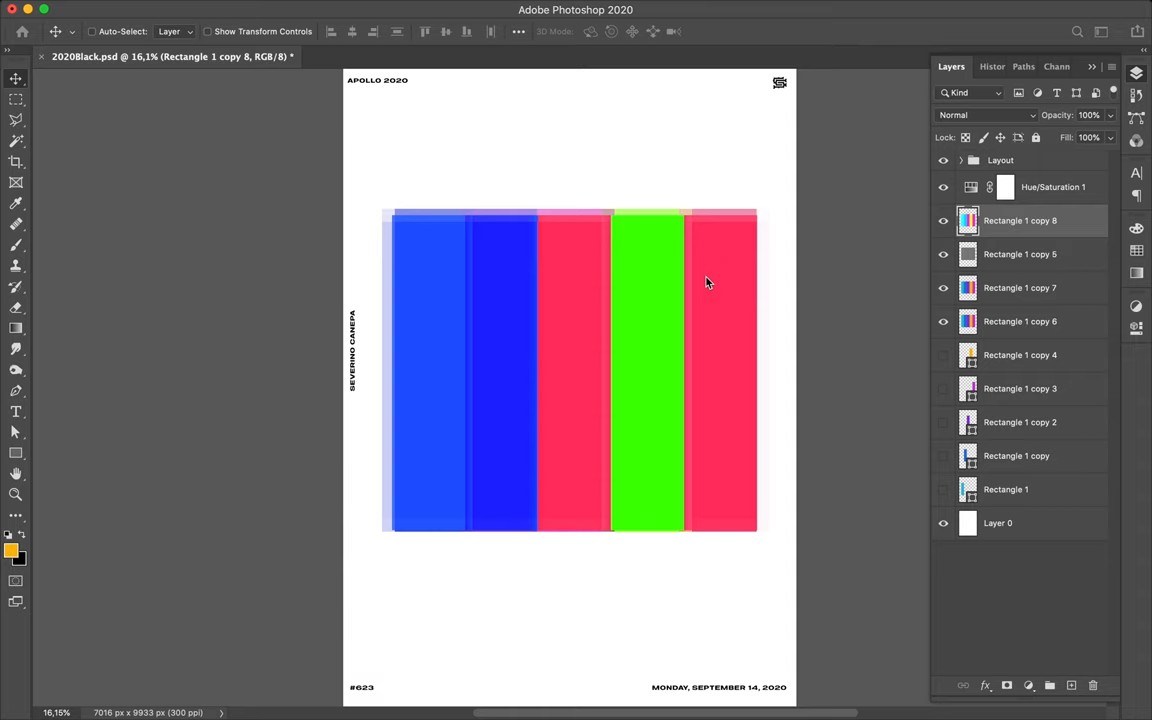 Adobe Photoshop 2020
Auto-Select: Layer Show Transform Controls ••• 3D Mode:
× 2020Black.psd @ 16,1% (Rectangle 1 copy 8, RGB/8) *
Layers Histor Paths Chann
Kind
Normal Opacity: 100%
Lock: Fill: 100%
Layout
Hue/Saturation 1
Rectangle 1 copy 8
Rectangle 1 copy 5
Rectangle 1 copy 7
Rectangle 1 copy 6
Rectangle 1 copy 4
Rectangle 1 copy 3
Rectangle 1 copy 2
Rectangle 1 copy
Rectangle 1
Layer 0
APOLLO 2020
SEVERINO CANEPA
#623
MONDAY, SEPTEMBER 14, 2020
16,15% 7016 px x 9933 px (300 ppi)